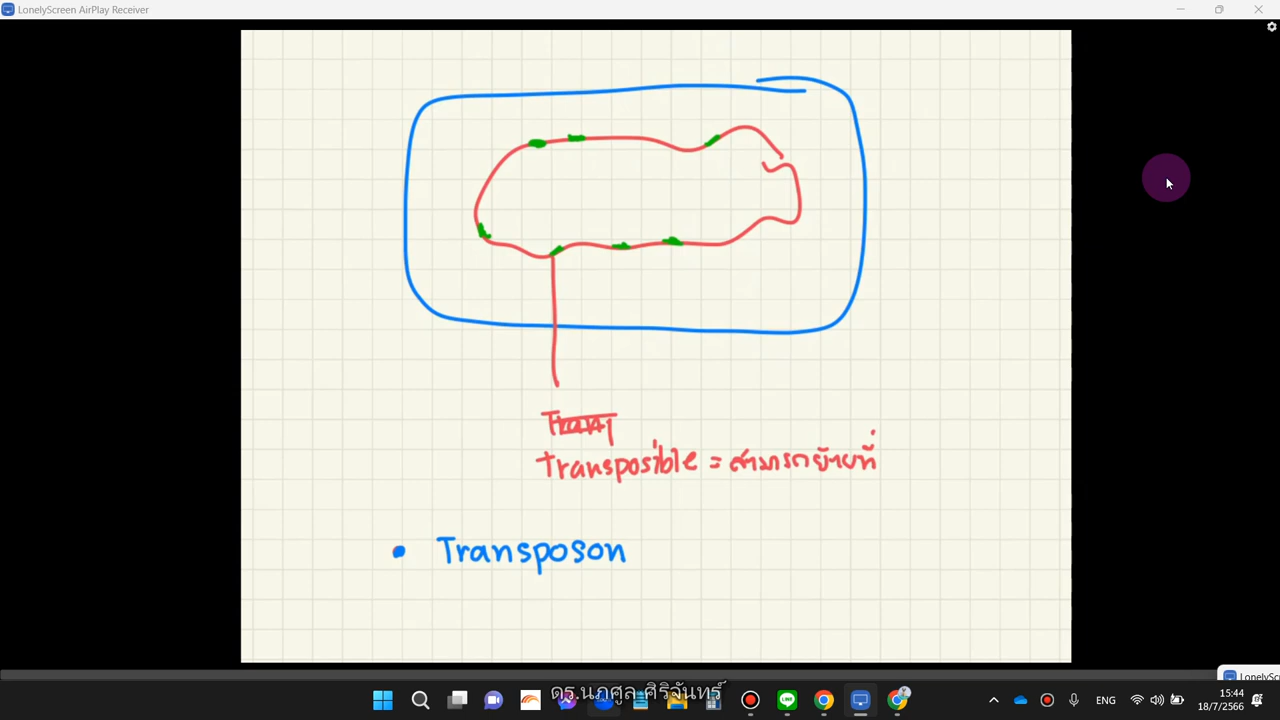 LonelyScreen AirPlay Receiver
Transposible = สามารถย้ายที่
• Transposon
ดร.นภศูล ศิริจันทร์
ENG
15:44
18/7/2566